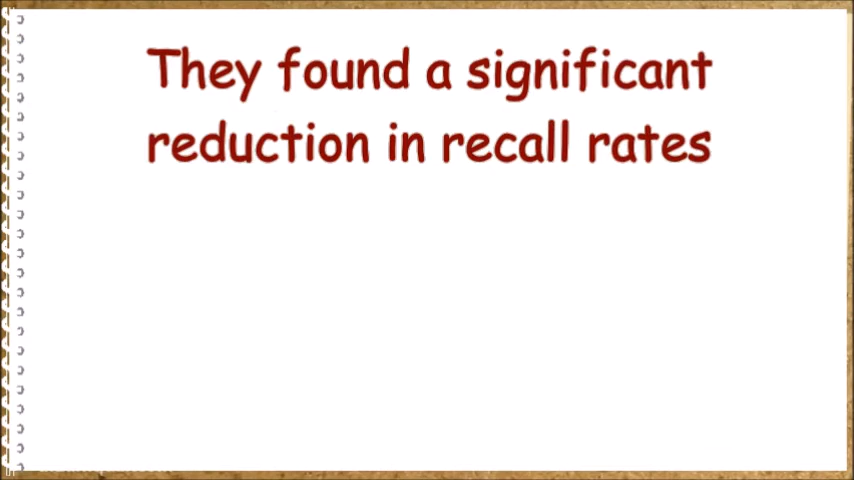 They found a significant
reduction in recall rates